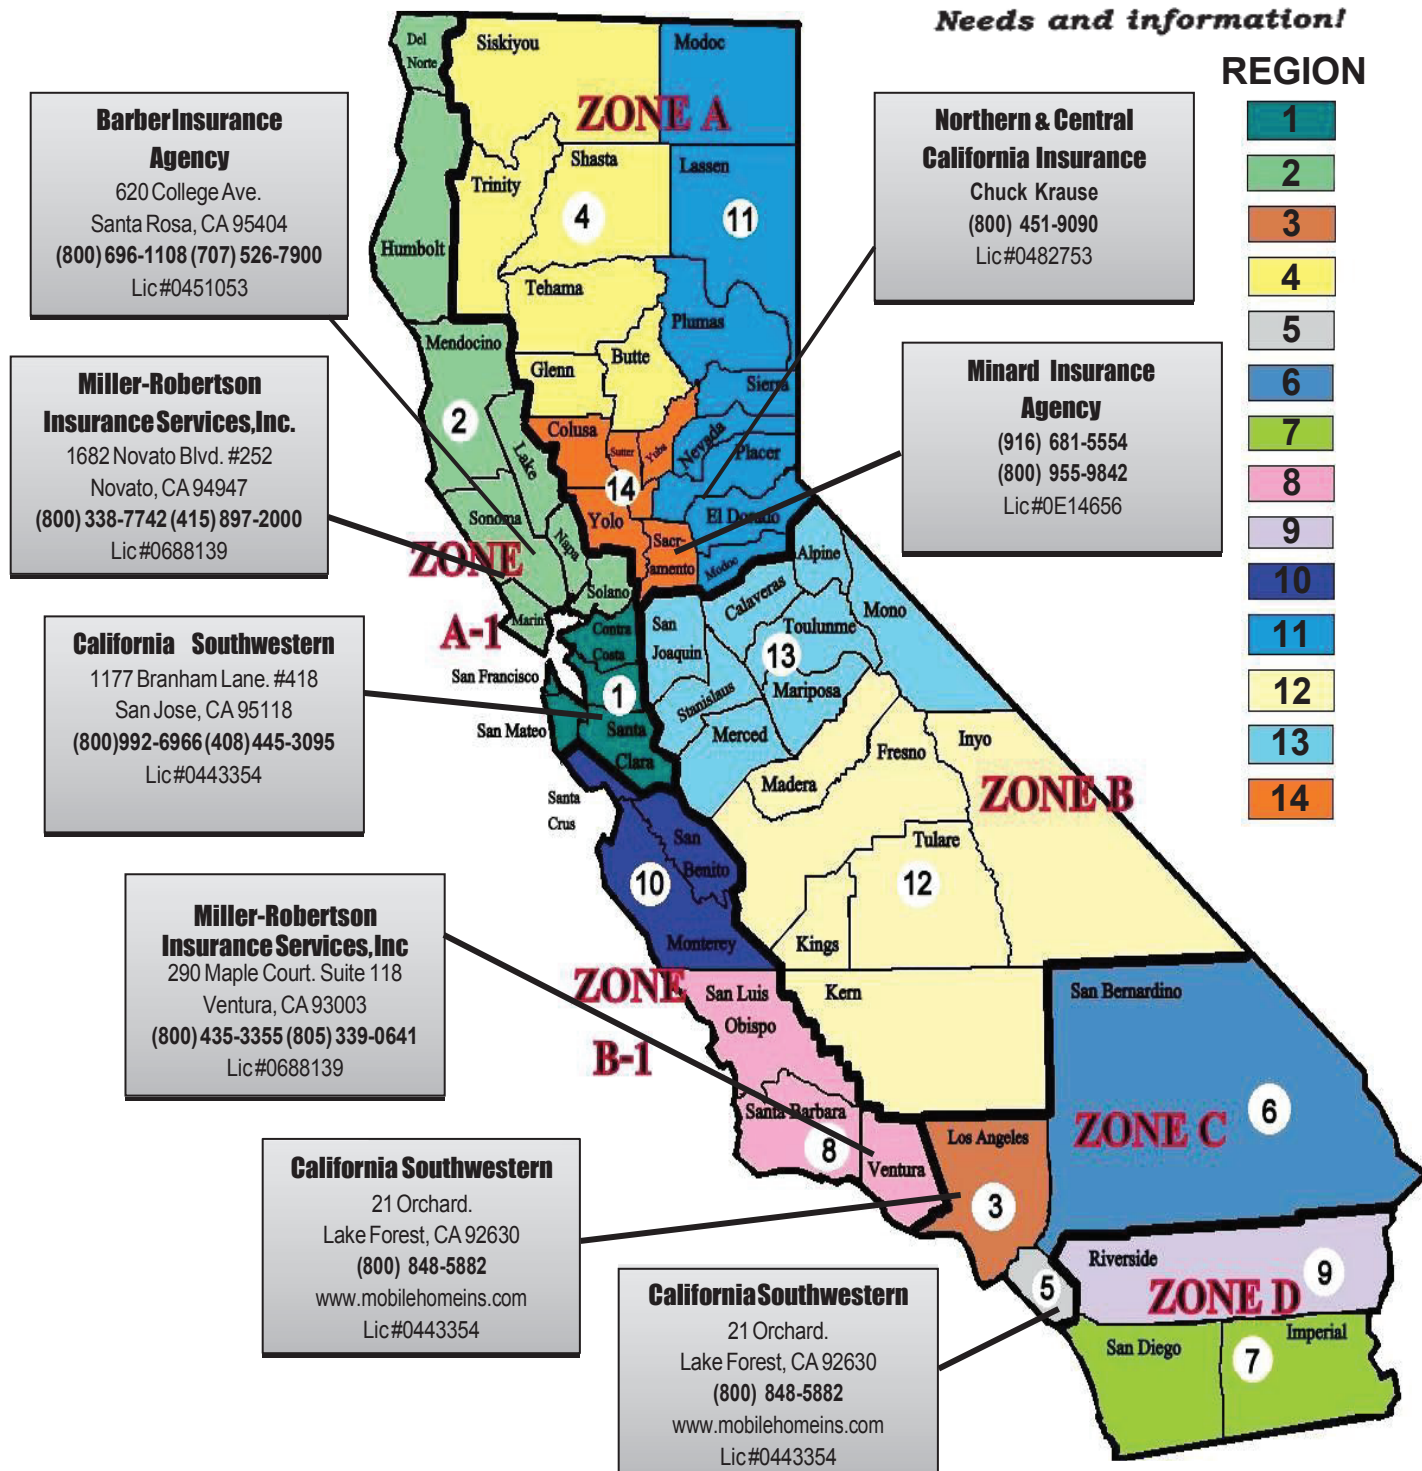 Needs and information!
REGION
1
2
3
4
5
6
7
8
9
10
11
12
13
14
Barber Insurance
Agency
620 College Ave.
Santa Rosa, CA 95404
(800) 696-1108 (707) 526-7900
Lic#0451053
Miller-Robertson
Insurance Services, Inc.
1682 Novato Blvd. #252
Novato, CA 94947
(800) 338-7742 (415) 897-2000
Lic#0688139
California Southwestern
1177 Branham Lane. #418
San Jose, CA 95118
(800)992-6966 (408)445-3095
Lic#0443354
Miller-Robertson
Insurance Services, Inc
290 Maple Court. Suite 118
Ventura, CA 93003
(800) 435-3355 (805) 339-0641
Lic#0688139
California Southwestern
21 Orchard.
Lake Forest, CA 92630
(800) 848-5882
www.mobilehomeins.com
Lic#0443354
California Southwestern
21 Orchard.
Lake Forest, CA 92630
(800) 848-5882
www.mobilehomeins.com
Lic#0443354
Northern & Central
California Insurance
Chuck Krause
(800) 451-9090
Lic#0482753
Minard Insurance
Agency
(916) 681-5554
(800) 955-9842
Lic#0E14656
Del
Norte
Siskiyou
Modoc
ZONE A
Humbolt
Trinity
Shasta
Lassen
4
11
Tehama
Plumas
Mendocino
Glenn
Butte
Sierra
2
Lake
Colusa
Sutter
Yuba
Nevada
Placer
14
Sonoma
Napa
Yolo
El Dorado
Sacr-
amento
Modoc
Alpine
ZONE
A-1
Solano
Marin
Contra
Costa
San
Joaquin
Calaveras
Toulunme
Mono
13
San Francisco
1
Stanislaus
Mariposa
San Mateo
Santa
Clara
Merced
Fresno
Inyo
Madera
ZONE B
Santa
Crus
San
Benito
Tulare
10
12
Monterey
Kings
ZONE
B-1
San Luis
Obispo
Kern
San Bernardino
Santa Barbara
8
Ventura
Los Angeles
3
ZONE C
6
5
Riverside
ZONE D
9
San Diego
Imperial
7